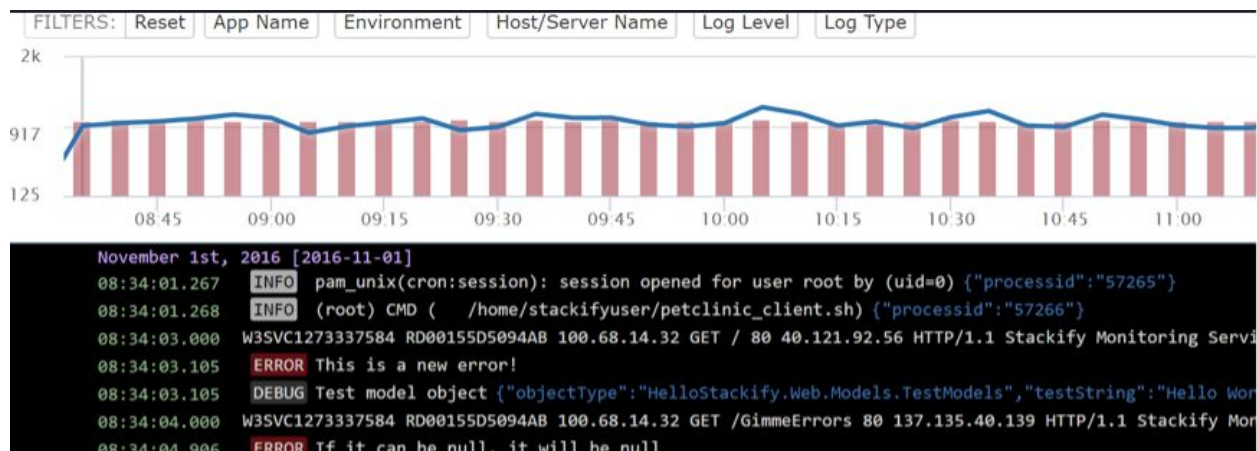 FILTERS: Reset App Name Environment Host/Server Name Log Level Log Type
2k
917
125
08:45 09:00 09:15 09:30 09:45 10:00 10:15 10:30 10:45 11:00
November 1st, 2016 [2016-11-01]
08:34:01.267 INFO pam_unix(cron:session): session opened for user root by (uid=0) {"processid":"57265"}
08:34:01.268 INFO (root) CMD ( /home/stackifyuser/petclinic_client.sh) {"processid":"57266"}
08:34:03.000 W3SVC1273337584 RD00155D5094AB 100.68.14.32 GET / 80 40.121.92.56 HTTP/1.1 Stackify Monitoring Servi
08:34:03.105 ERROR This is a new error!
08:34:03.105 DEBUG Test model object {"objectType":"HelloStackify.Web.Models.TestModels","testString":"Hello Wor
08:34:04.000 W3SVC1273337584 RD00155D5094AB 100.68.14.32 GET /GimmeErrors 80 137.135.40.139 HTTP/1.1 Stackify Mon
08:34:04.906 ERROR If it can be null, it will be null